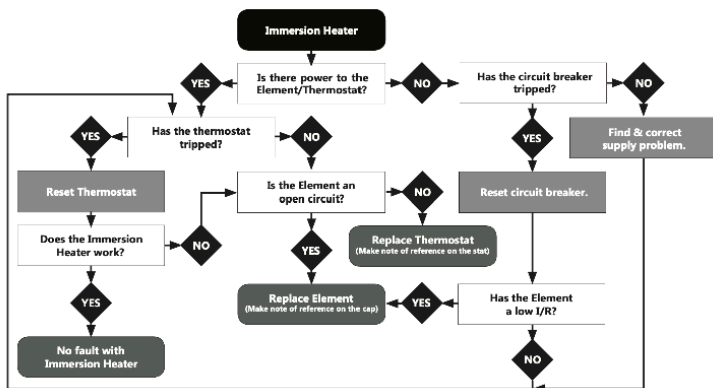 Immersion Heater
YES
Is there power to the
Element/Thermostat?
NO
Has the circuit breaker
tripped?
NO
YES
Has the thermostat
tripped?
NO
YES
Find & correct
supply problem.
Reset Thermostat
Is the Element an
open circuit?
NO
Reset circuit breaker.
Does the Immersion
Heater work?
NO
YES
Replace Thermostat
(Make note of reference on the stat)
YES
Replace Element
(Make note of reference on the cap)
YES
Has the Element
a low I/R?
No fault with
Immersion Heater
NO